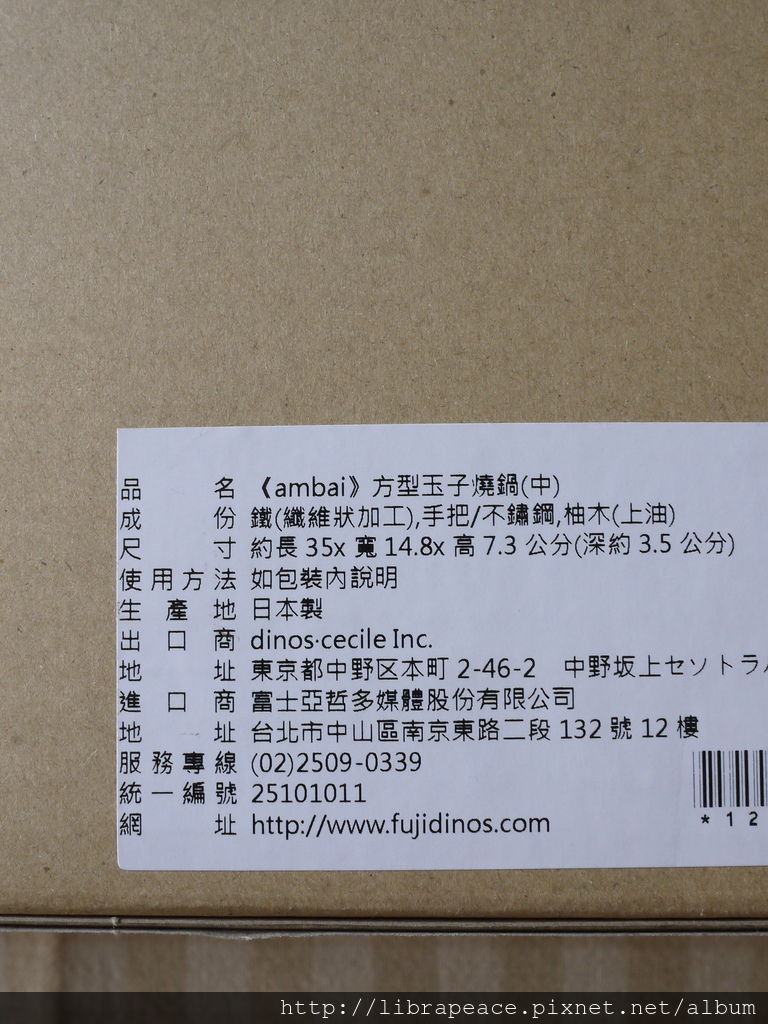 品名 《ambai》方型玉子燒鍋(中)
成份 鐵(纖維狀加工),手把/不鏽鋼,柚木(上油)
尺寸 約長 35x 寬 14.8x 高 7.3 公分(深約 3.5 公分)
使用方法 如包裝內說明
生產地 日本製
出口商 dinos·cecile Inc.
地址 東京都中野区本町 2-46-2 中野坂上セソトラ
進口商 富士亞哲多媒體股份有限公司
地址 台北市中山區南京東路二段 132 號 12 樓
服務專線 (02)2509-0339
統一編號 25101011
網址 http://www.fujidinos.com
*12
http://librapeace.pixnet.net/album